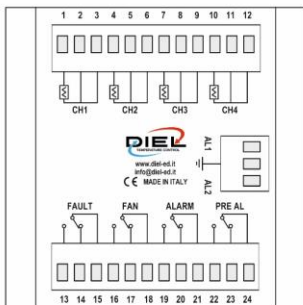 1 2 3 4 5 6 7 8 9 10 11 12
CH1 CH2 CH3 CH4
DIEL
TEMPERATURE CONTROL
www.diel-ed.it
info@diel-ed.it
CE MADE IN ITALY
AL1
AL2
FAULT FAN ALARM PRE AL
13 14 15 16 17 18 19 20 21 22 23 24